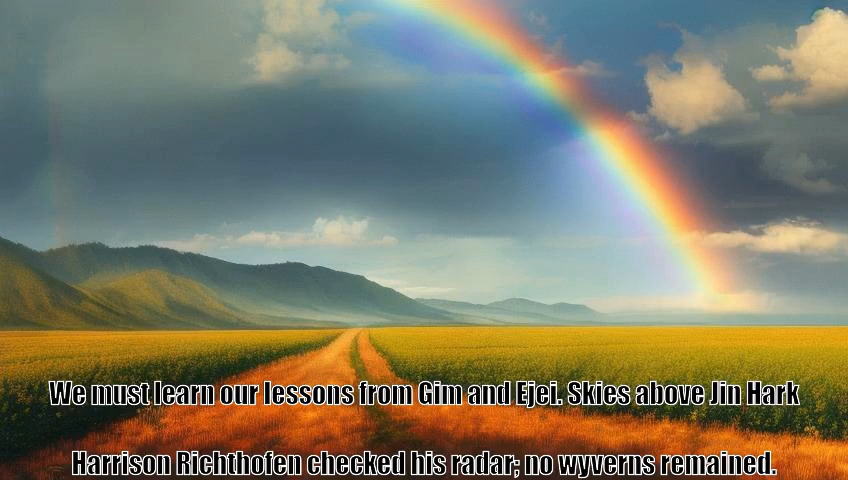 We must learn our lessons from Gim and Ejei. Skies above Jin Hark
Harrison Richthofen checked his radar; no wyverns remained.